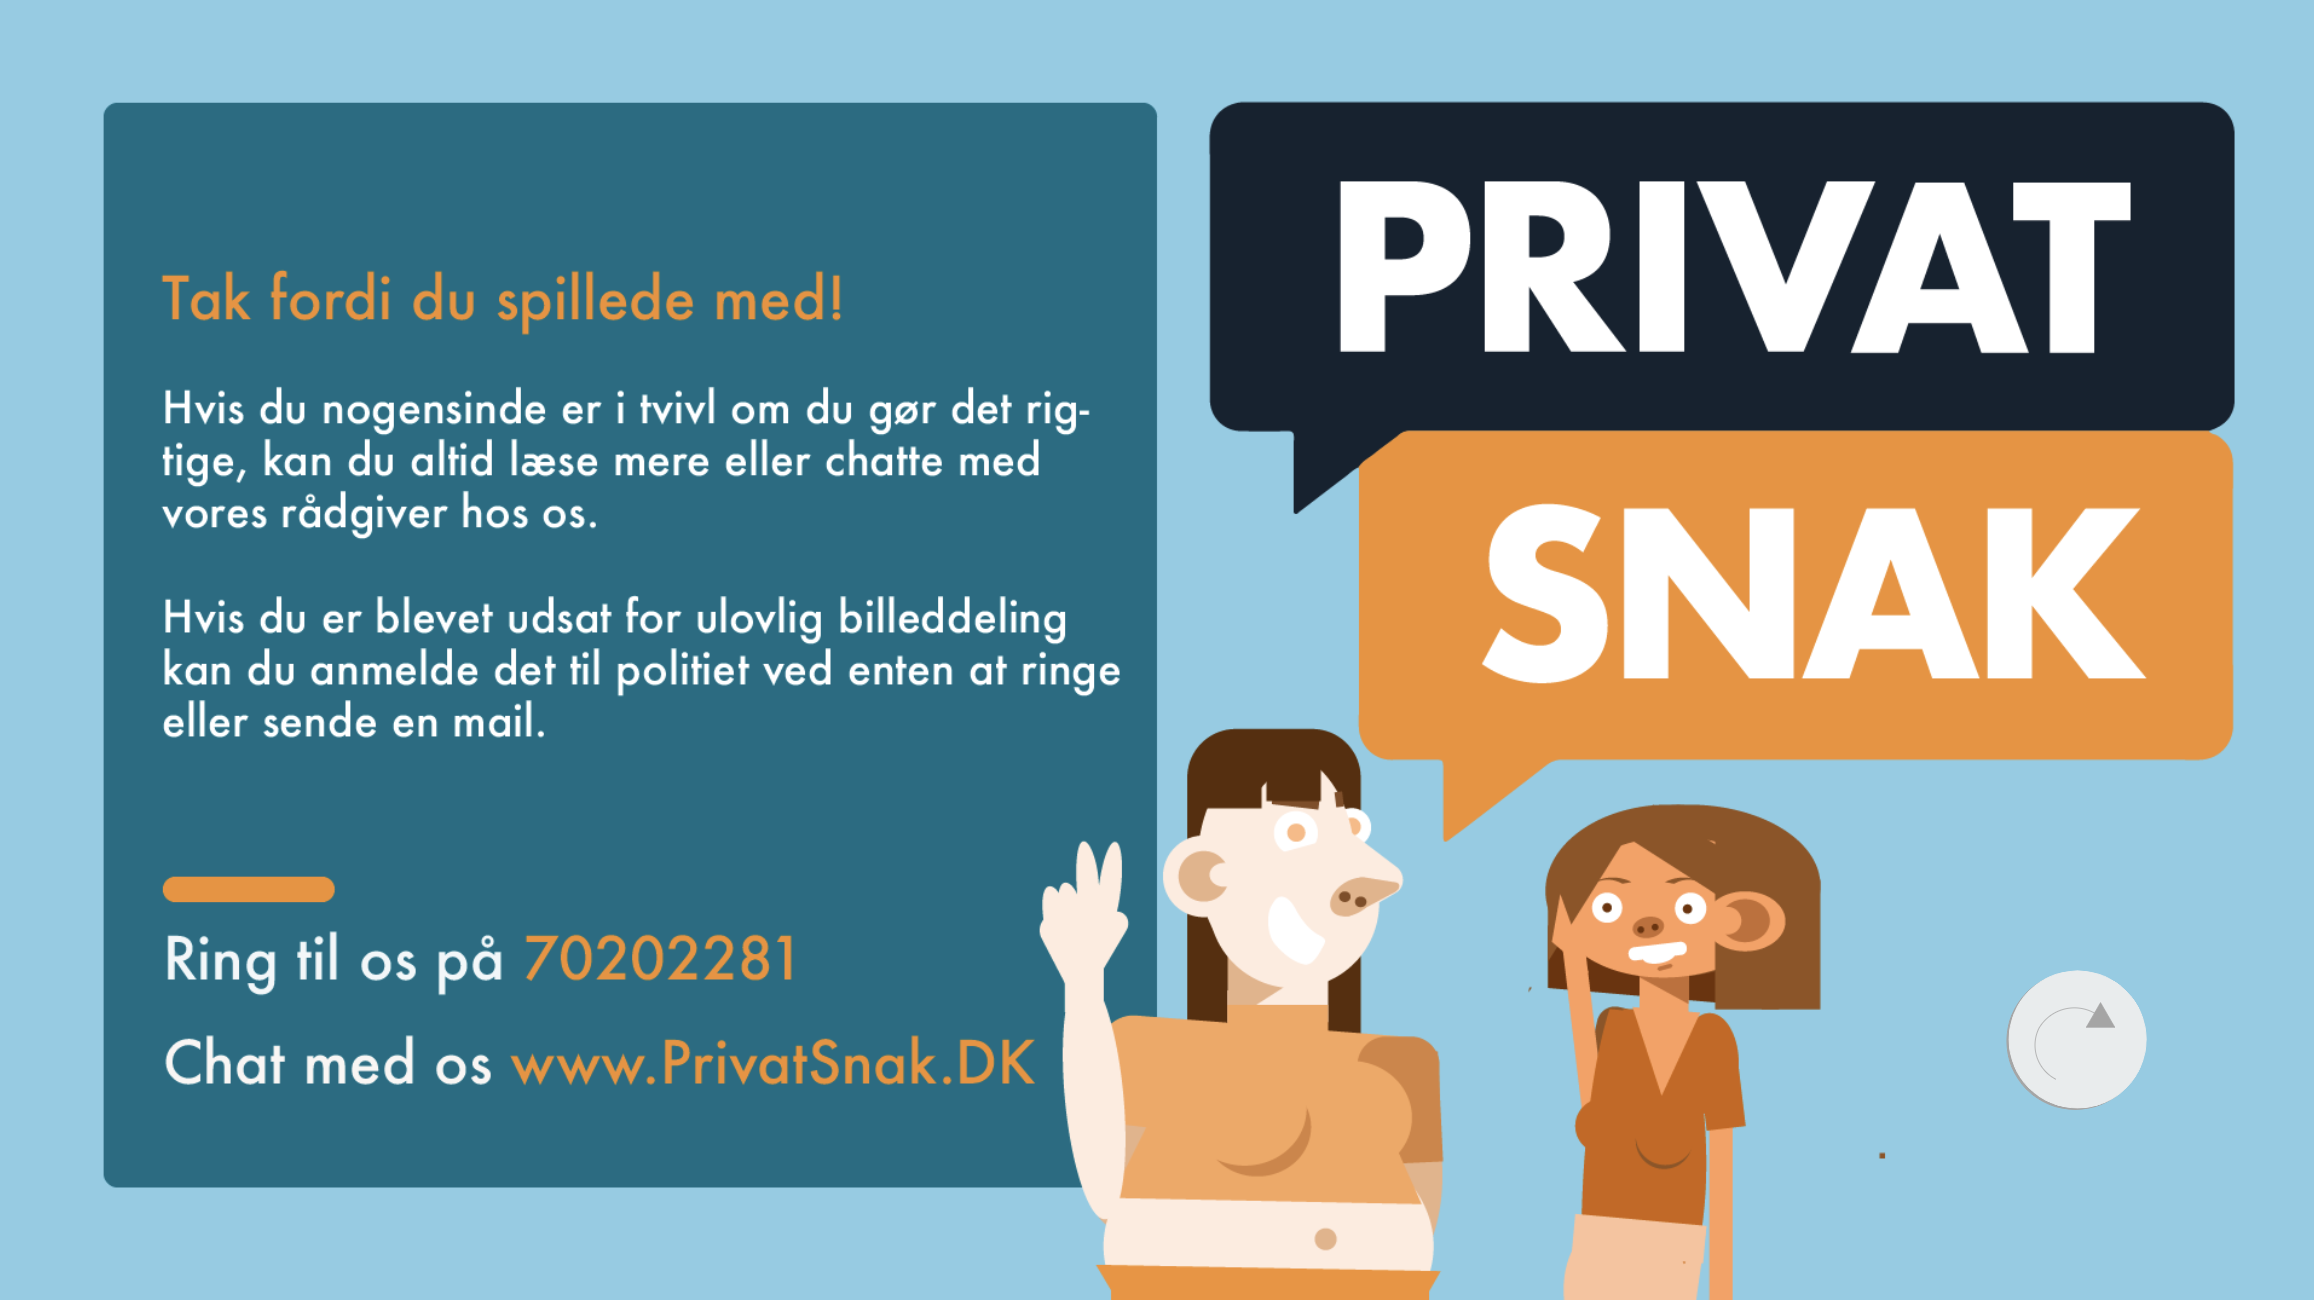 Tak fordi du spillede med!
Hvis du nogensinde er i tvivl om du gør det rig-
tige, kan du altid læse mere eller chatte med
vores rådgiver hos os.
Hvis du er blevet udsat for ulovlig billeddeling
kan du anmelde det til politiet ved enten at ringe
eller sende en mail.
Ring til os på 70202281
Chat med os www.PrivatSnak.DK
PRIVAT
SNAK